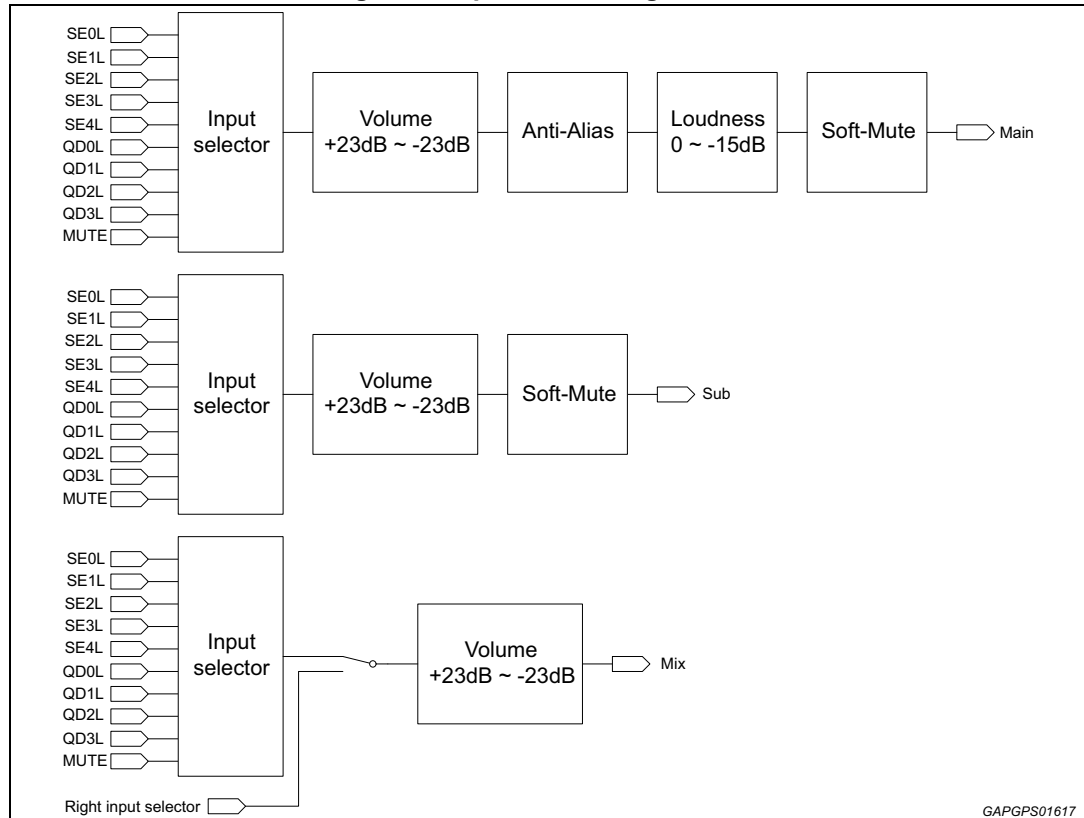 SE0L
SE1L
SE2L
SE3L
SE4L
QD0L
QD1L
QD2L
QD3L
MUTE
Input
selector
Volume
+23dB ~ -23dB
Anti-Alias
Loudness
0 ~ -15dB
Soft-Mute
Main
SE0L
SE1L
SE2L
SE3L
SE4L
QD0L
QD1L
QD2L
QD3L
MUTE
Input
selector
Volume
+23dB ~ -23dB
Soft-Mute
Sub
SE0L
SE1L
SE2L
SE3L
SE4L
QD0L
QD1L
QD2L
QD3L
MUTE
Input
selector
Volume
+23dB ~ -23dB
Mix
Right input selector
GAPGPS01617